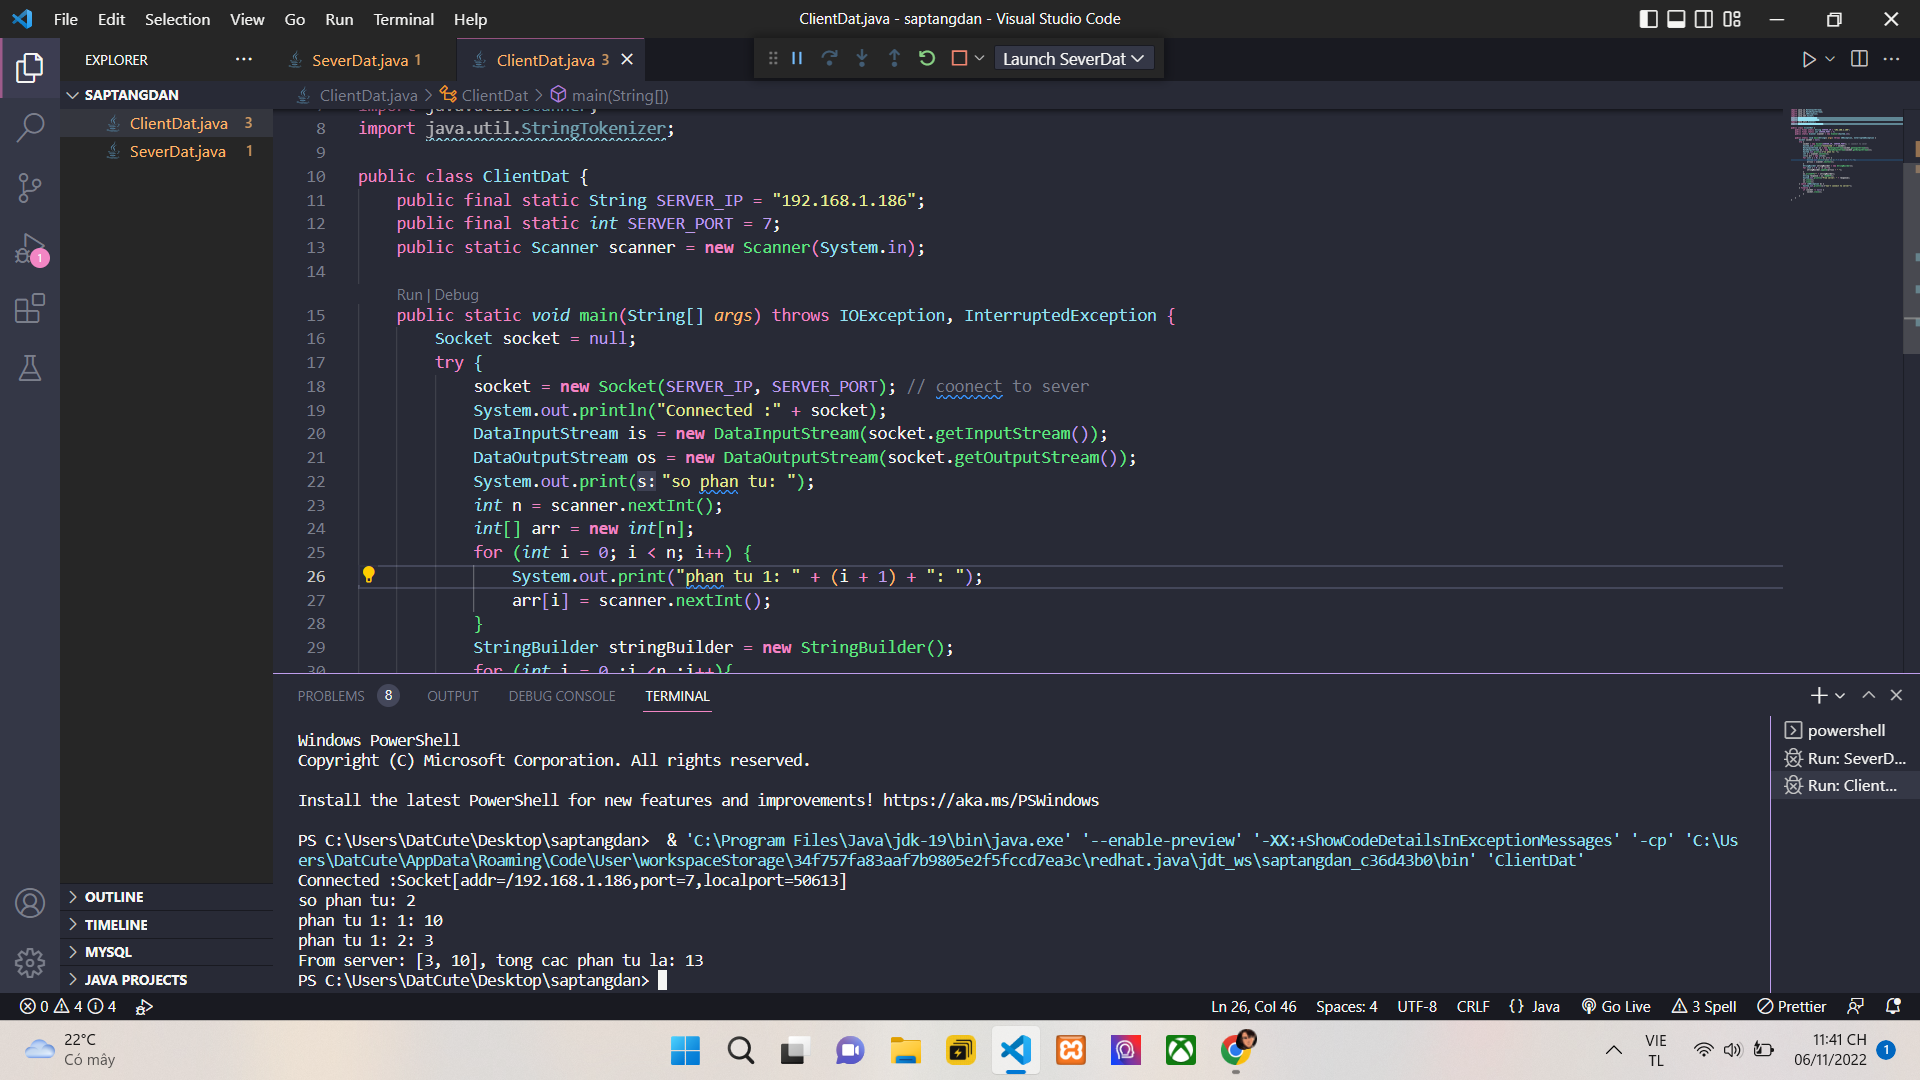 File Edit Selection View Go Run Terminal Help
ClientDat.java - saptangdan - Visual Studio Code
EXPLORER
SeverDat.java 1
ClientDat.java 3
Launch SeverDat
SAPTANGDAN
ClientDat.java 3
SeverDat.java 1
1
OUTLINE
TIMELINE
MYSQL
JAVA PROJECTS
ClientDat.java > ClientDat > main(String[])
8 import java.util.StringTokenizer;
9
10 public class ClientDat {
11 public final static String SERVER_IP = "192.168.1.186";
12 public final static int SERVER_PORT = 7;
13 public static Scanner scanner = new Scanner(System.in);
14
Run | Debug
15 public static void main(String[] args) throws IOException, InterruptedException {
16 Socket socket = null;
17 try {
18 socket = new Socket(SERVER_IP, SERVER_PORT); // coonect to sever
19 System.out.println("Connected :" + socket);
20 DataInputStream is = new DataInputStream(socket.getInputStream());
21 DataOutputStream os = new DataOutputStream(socket.getOutputStream());
22 System.out.print(s: "so phan tu: ");
23 int n = scanner.nextInt();
24 int[] arr = new int[n];
25 for (int i = 0; i < n; i++) {
26 System.out.print("phan tu 1: " + (i + 1) + ": ");
27 arr[i] = scanner.nextInt();
28 }
29 StringBuilder stringBuilder = new StringBuilder();
30 for (int i = 0 ;i <n ;i++){
PROBLEMS 8 OUTPUT DEBUG CONSOLE TERMINAL
Windows PowerShell
Copyright (C) Microsoft Corporation. All rights reserved.
Install the latest PowerShell for new features and improvements! https://aka.ms/PSWindows
PS C:\Users\DatCute\Desktop\saptangdan> & 'C:\Program Files\Java\jdk-19\bin\java.exe' '--enable-preview' '-XX:+ShowCodeDetailsInExceptionMessages' '-cp' 'C:\Us
ers\DatCute\AppData\Roaming\Code\User\workspaceStorage\34f757fa83aaf7b9805e2f5fccd7ea3c\redhat.java\jdt_ws\saptangdan_c36d43b0\bin' 'ClientDat'
Connected :Socket[addr=/192.168.1.186,port=7,localport=50613]
so phan tu: 2
phan tu 1: 1: 10
phan tu 1: 2: 3
From server: [3, 10], tong cac phan tu la: 13
PS C:\Users\DatCute\Desktop\saptangdan>
powershell
Run: SeverD...
Run: Client...
0 4 4
Ln 26, Col 46 Spaces: 4 UTF-8 CRLF {} Java Go Live 3 Spell Prettier
22°C
Có mây
VIE
TL
11:41 CH
06/11/2022
1